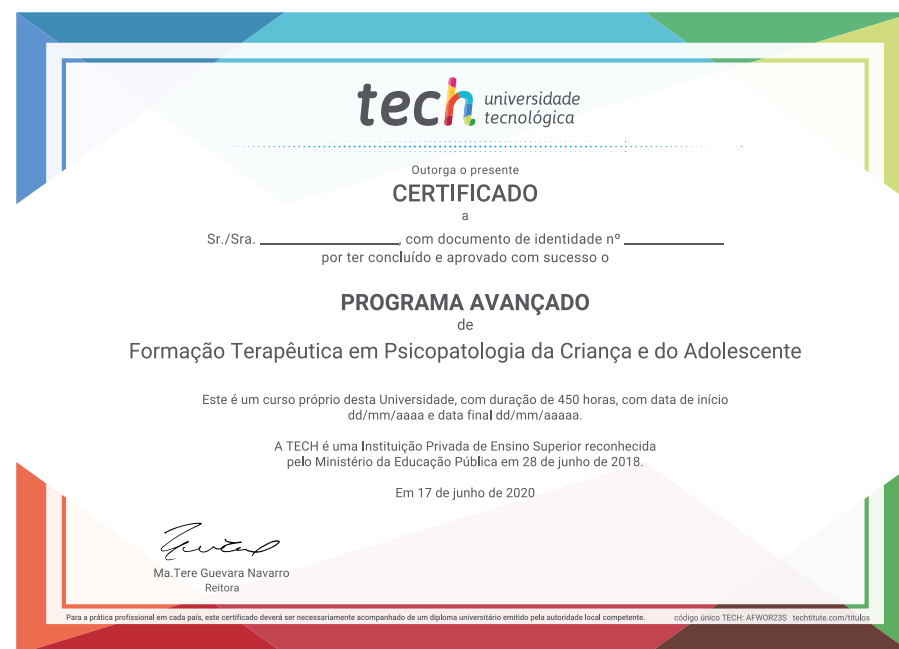 tech universidade
tecnológica
Outorga o presente
CERTIFICADO
a
Sr./Sra. , com documento de identidade nº
por ter concluído e aprovado com sucesso o
PROGRAMA AVANÇADO
de
Formação Terapêutica em Psicopatologia da Criança e do Adolescente
Este é um curso próprio desta Universidade, com duração de 450 horas, com data de início
dd/mm/aaaa e data final dd/mm/aaaaa.
A TECH é uma Instituição Privada de Ensino Superior reconhecida
pelo Ministério da Educação Pública em 28 de junho de 2018.
Em 17 de junho de 2020
Ma.Tere Guevara Navarro
Reitora
Para a prática profissional em cada país, este certificado deverá ser necessariamente acompanhado de um diploma universitário emitido pela autoridade local competente. código único TECH: AFWOR23S techtitute.com/titulos